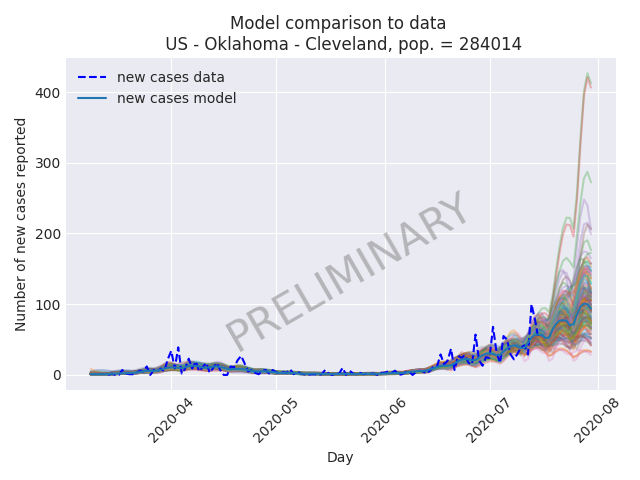 Model comparison to data
US - Oklahoma - Cleveland, pop. = 284014
new cases data
new cases model
Number of new cases reported
400
300
200
100
0
PRELIMINARY
2020-04
2020-05
2020-06
2020-07
2020-08
Day